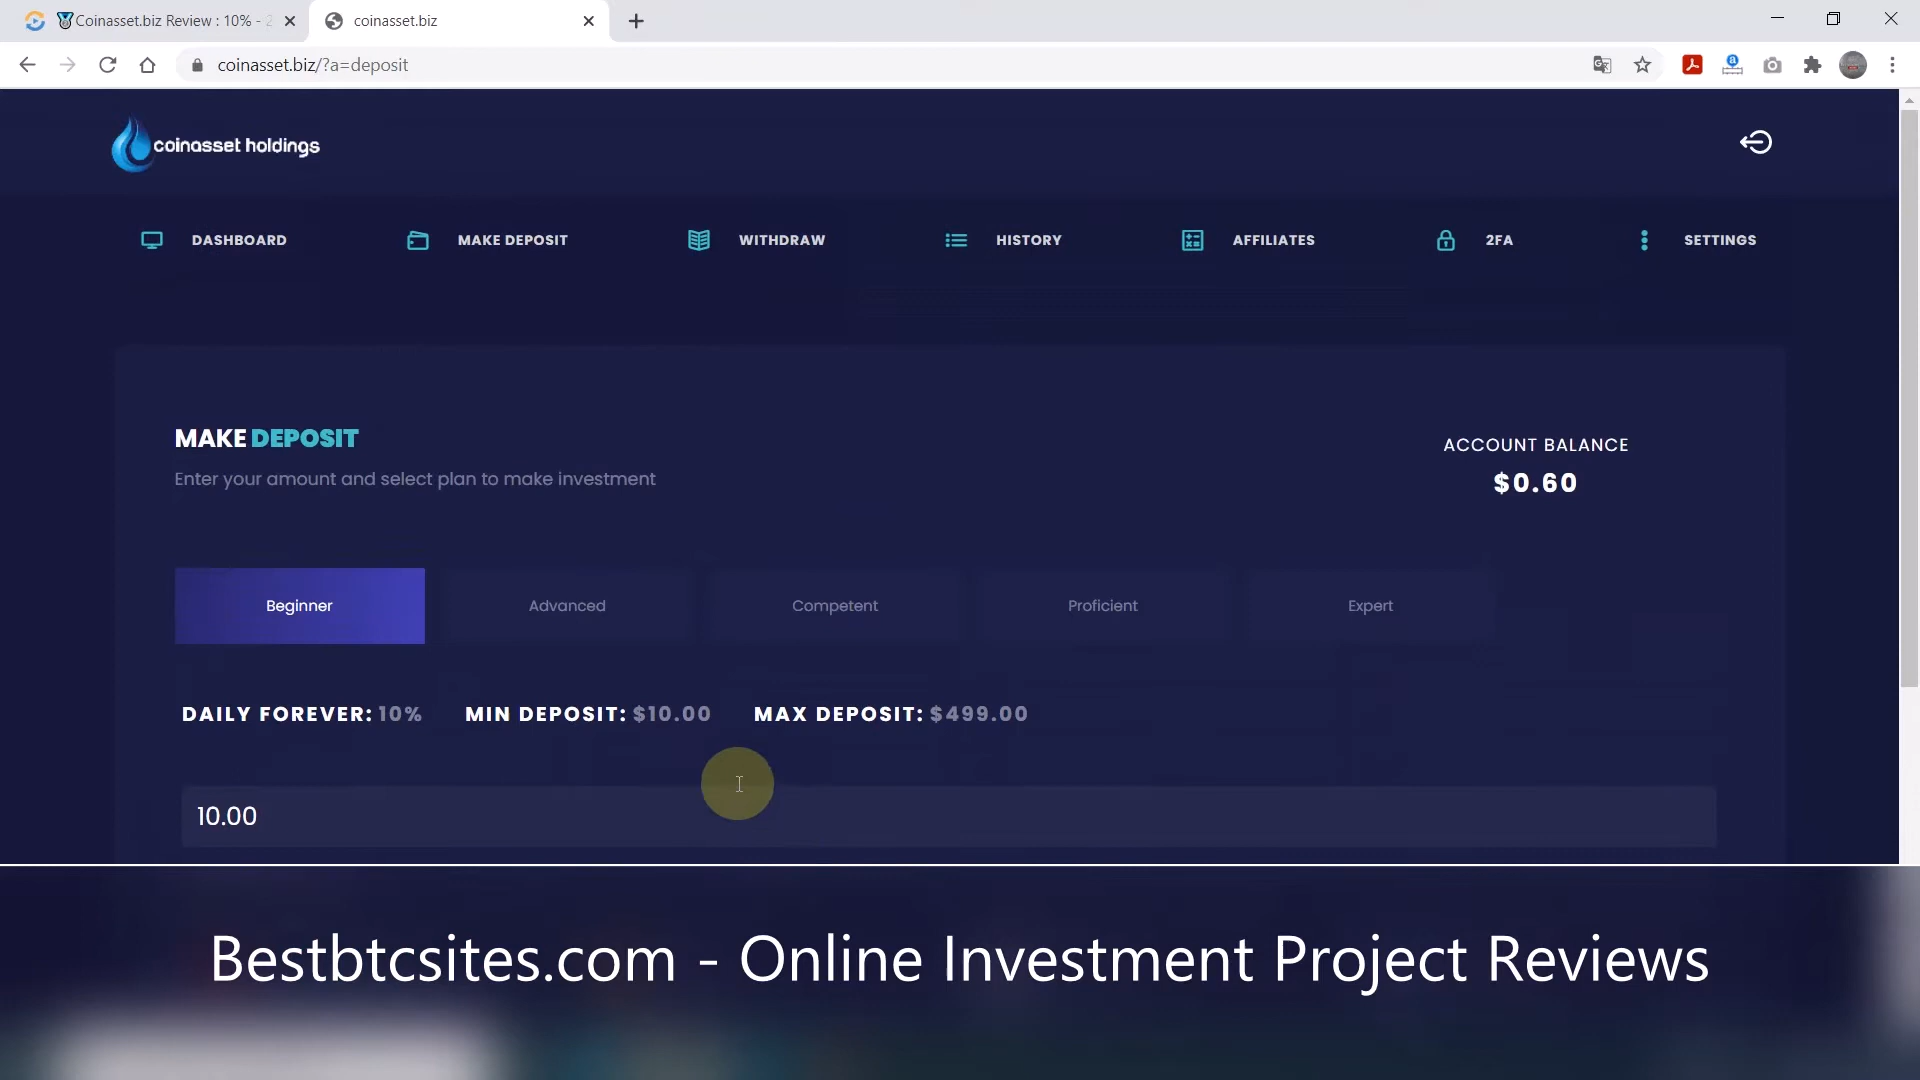 Coinasset.biz Review : 10% - 2
coinasset.biz
coinasset.biz/?a=deposit
coinasset holdings
DASHBOARD
MAKE DEPOSIT
WITHDRAW
HISTORY
AFFILIATES
2FA
SETTINGS
MAKE DEPOSIT
Enter your amount and select plan to make investment
ACCOUNT BALANCE
$0.60
Beginner
Advanced
Competent
Proficient
Expert
DAILY FOREVER: 10% MIN DEPOSIT: $10.00 MAX DEPOSIT: $499.00
10.00
Bestbtcsites.com - Online Investment Project Reviews